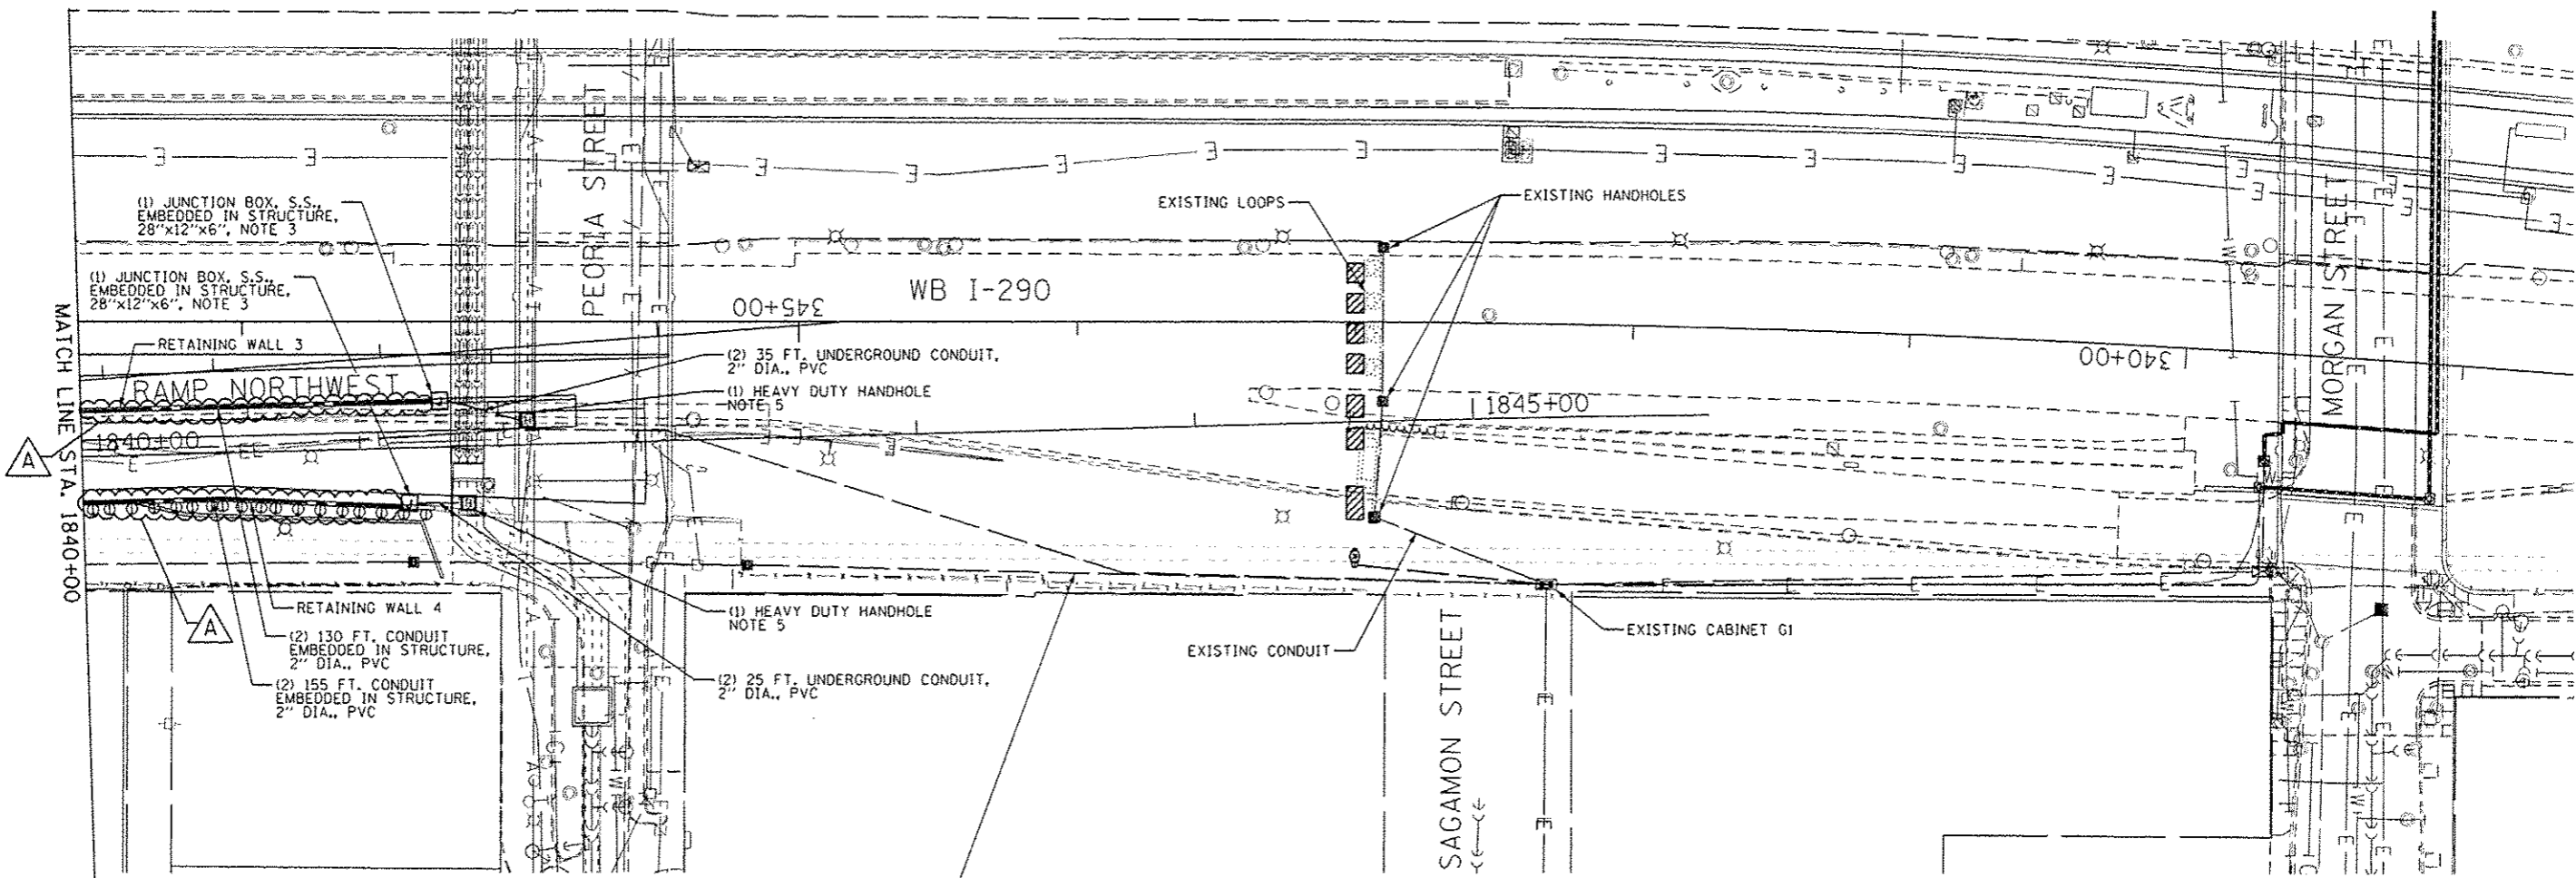 PEORIA STREET
(1) JUNCTION BOX, S.S.,
EMBEDDED IN STRUCTURE,
28"x12"x6", NOTE 3
EXISTING LOOPS
EXISTING HANDHOLES
MORGAN STREET
(1) JUNCTION BOX, S.S.,
EMBEDDED IN STRUCTURE,
28"x12"x6", NOTE 3
WB I-290
345+00
MATCH LINE STA. 1840+00
RETAINING WALL 3
(2) 35 FT. UNDERGROUND CONDUIT,
2" DIA., PVC
340+00
RAMP NORTHWEST
(1) HEAVY DUTY HANDHOLE
NOTE 5
1845+00
1840+00
A
RETAINING WALL 4
A
(1) HEAVY DUTY HANDHOLE
NOTE 5
(2) 130 FT. CONDUIT
EMBEDDED IN STRUCTURE,
2" DIA., PVC
EXISTING CONDUIT
EXISTING CABINET G1
SAGAMON STREET
(2) 155 FT. CONDUIT
EMBEDDED IN STRUCTURE,
2" DIA., PVC
(2) 25 FT. UNDERGROUND CONDUIT,
2" DIA., PVC